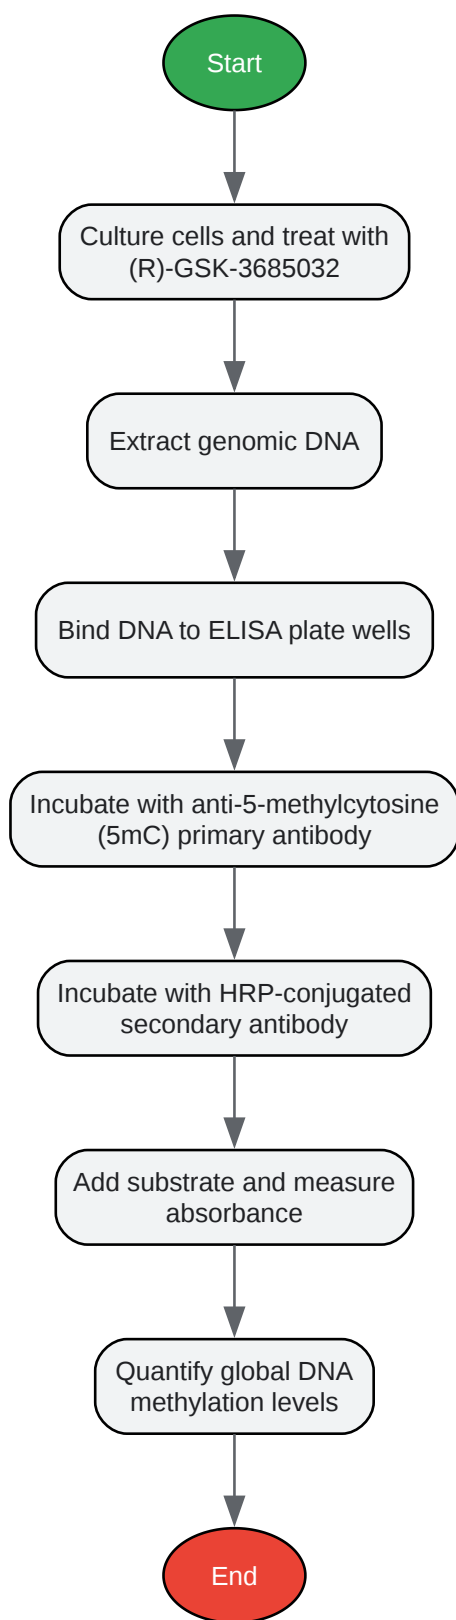 Start
Culture cells and treat with
(R)-GSK-3685032
Extract genomic DNA
Bind DNA to ELISA plate wells
Incubate with anti-5-methylcytosine
(5mC) primary antibody
Incubate with HRP-conjugated
secondary antibody
Add substrate and measure
absorbance
Quantify global DNA
methylation levels
End